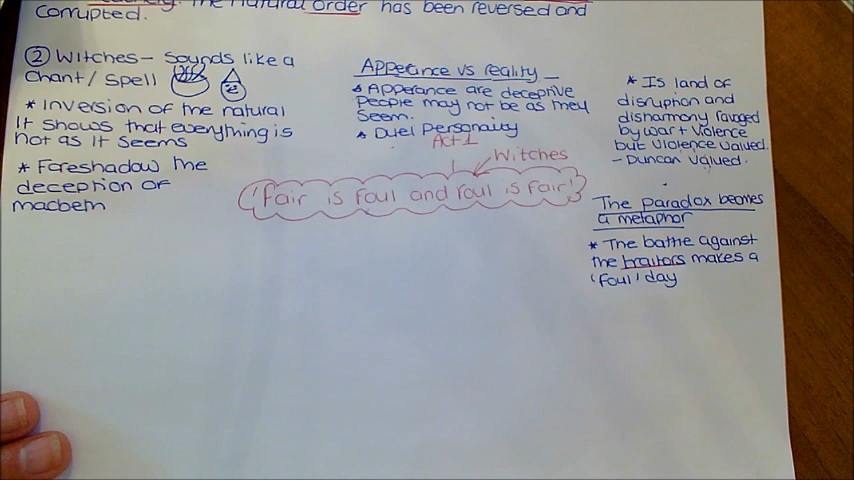 The natural order has been reversed and
corrupted.
② Witches - Sounds like a
Chant / Spell
* Inversion of the natural
It shows that everything is
not as it seems
* Foreshadow the
deception of
macbeth
Appearance vs reality -
* Apperance are deceptive
People may not be as they
seem.
* Duel Personality
Act 1
Witches
'Fair is foul and foul is fair'
* Is land of
disruption and
disharmony ravaged
by war + violence
but violence valued.
- Duncan valued.
The paradox becomes
a metaphor
* The battle against
the traitors makes a
'foul' day